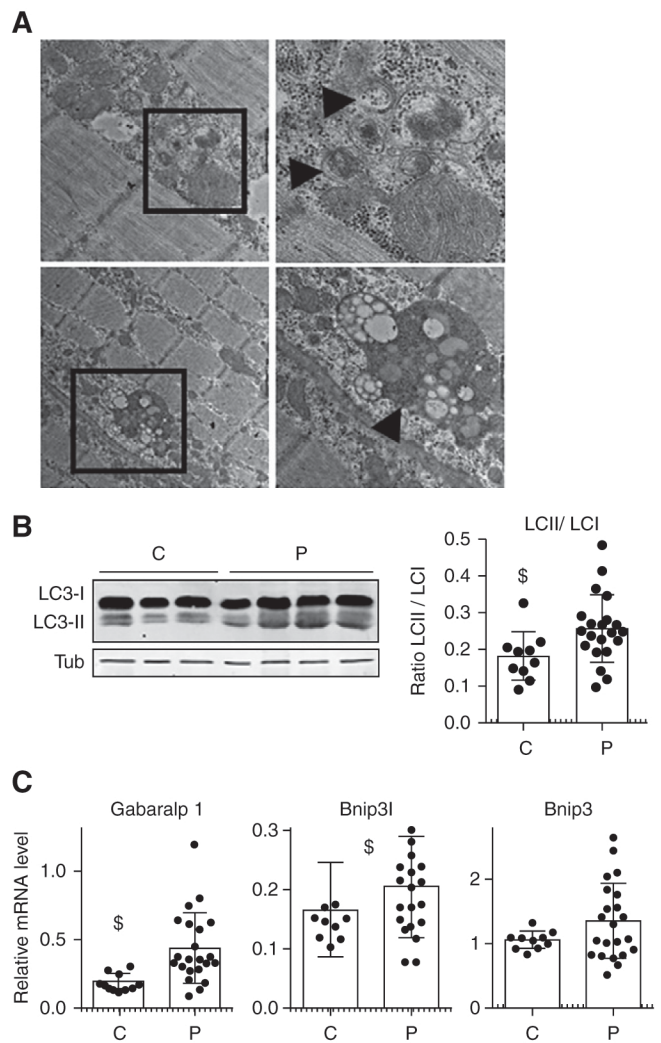 A
B
C P
LC3-I
LC3-II
Tub
LCII/ LCI
Ratio LCII / LCI
0.5
0.4
0.3
0.2
0.1
0.0
$
C P
C
Gabaralp 1
Relative mRNA level
1.0
0.5
0.0
$
C P
Bnip3l
0.3
0.2
0.1
0.0
$
C P
Bnip3
2
1
0
C P